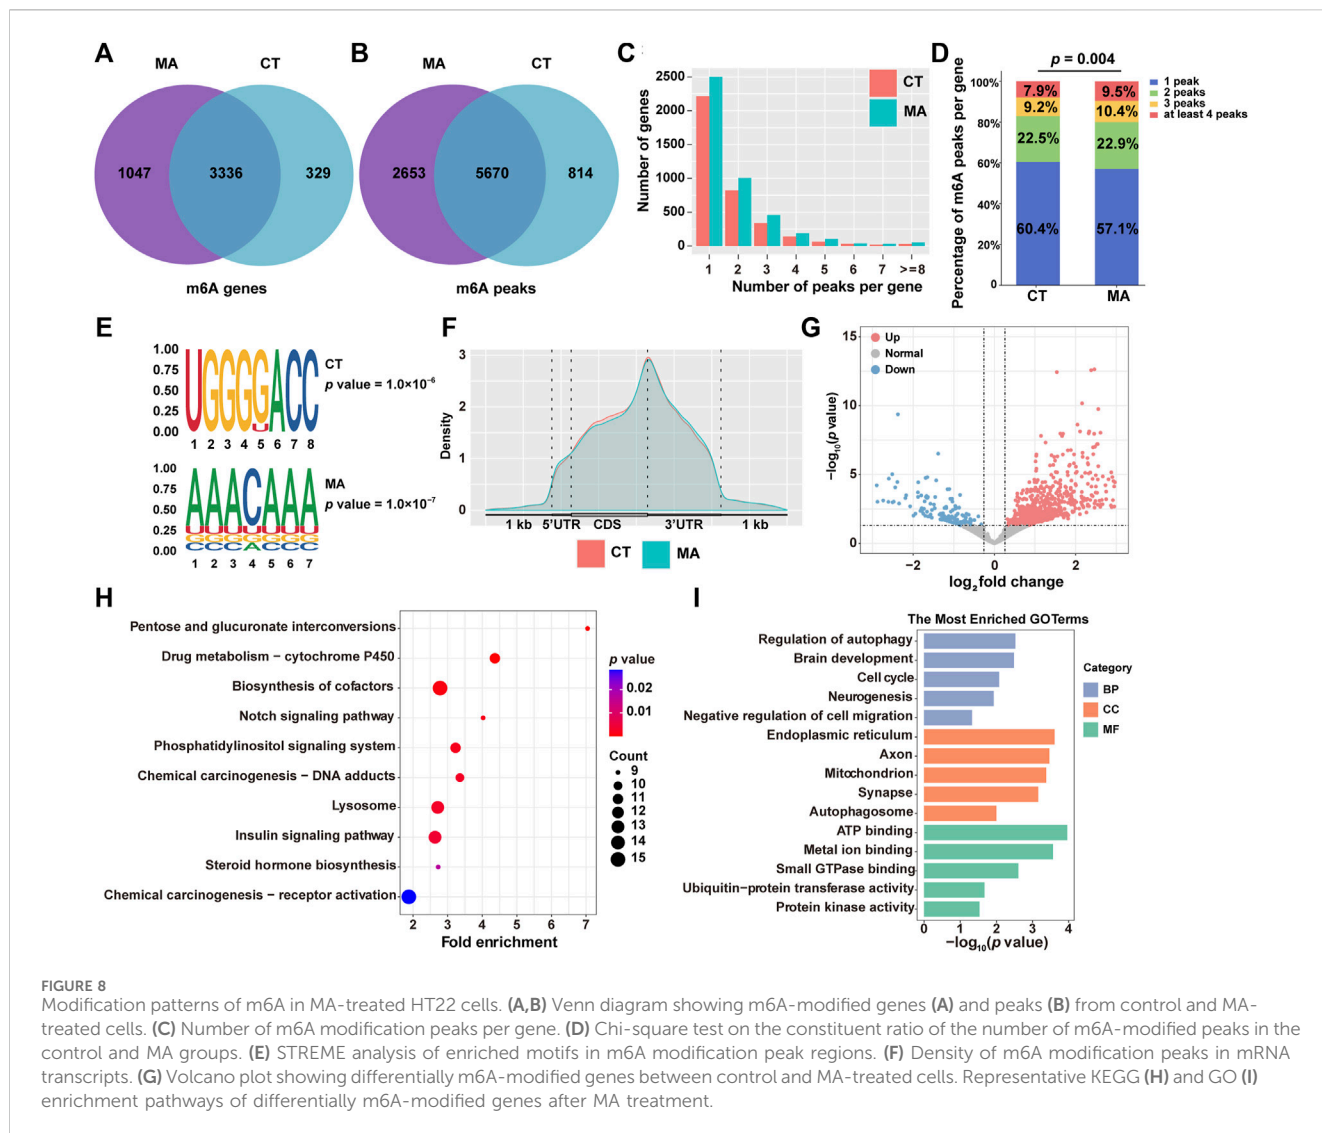 A
MA CT
1047 3336 329
m6A genes
B
MA CT
2653 5670 814
m6A peaks
C
Number of genes
2500
2000
1500
1000
500
0
1 2 3 4 5 6 7 >=8
Number of peaks per gene
CT
MA
D
p = 0.004
Percentage of m6A peaks per gene
100%
80%
60%
40%
20%
0
7.9% 9.5%
9.2% 10.4%
22.5% 22.9%
60.4% 57.1%
CT MA
1 peak
2 peaks
3 peaks
at least 4 peaks
E
1.00
0.75
0.50
0.25
0.00
UGGGGACC
U
1 2 3 4 5 6 7 8
CT
p value = 1.0×10⁻⁶
1.00
0.75
0.50
0.25
0.00
AAACAAA
UUUUUUU
GGGGGGG
CCCACCC
1 2 3 4 5 6 7
MA
p value = 1.0×10⁻⁷
F
Density
3
2
1
0
1 kb 5'UTR CDS 3'UTR 1 kb
CT MA
G
−log₁₀(p value)
15
10
5
0
Up
Normal
Down
−2 0 2
log₂fold change
H
Pentose and glucuronate interconversions
Drug metabolism − cytochrome P450
Biosynthesis of cofactors
Notch signaling pathway
Phosphatidylinositol signaling system
Chemical carcinogenesis − DNA adducts
Lysosome
Insulin signaling pathway
Steroid hormone biosynthesis
Chemical carcinogenesis − receptor activation
2 3 4 5 6 7
Fold enrichment
p value
0.02
0.01
Count
9
10
11
12
13
14
15
I
The Most Enriched GOTerms
Regulation of autophagy
Brain development
Cell cycle
Neurogenesis
Negative regulation of cell migration
Endoplasmic reticulum
Axon
Mitochondrion
Synapse
Autophagosome
ATP binding
Metal ion binding
Small GTPase binding
Ubiquitin−protein transferase activity
Protein kinase activity
0 1 2 3 4
−log₁₀(p value)
Category
BP
CC
MF
FIGURE 8
Modification patterns of m6A in MA-treated HT22 cells. (A,B) Venn diagram showing m6A-modified genes (A) and peaks (B) from control and MA-
treated cells. (C) Number of m6A modification peaks per gene. (D) Chi-square test on the constituent ratio of the number of m6A-modified peaks in the
control and MA groups. (E) STREME analysis of enriched motifs in m6A modification peak regions. (F) Density of m6A modification peaks in mRNA
transcripts. (G) Volcano plot showing differentially m6A-modified genes between control and MA-treated cells. Representative KEGG (H) and GO (I)
enrichment pathways of differentially m6A-modified genes after MA treatment.